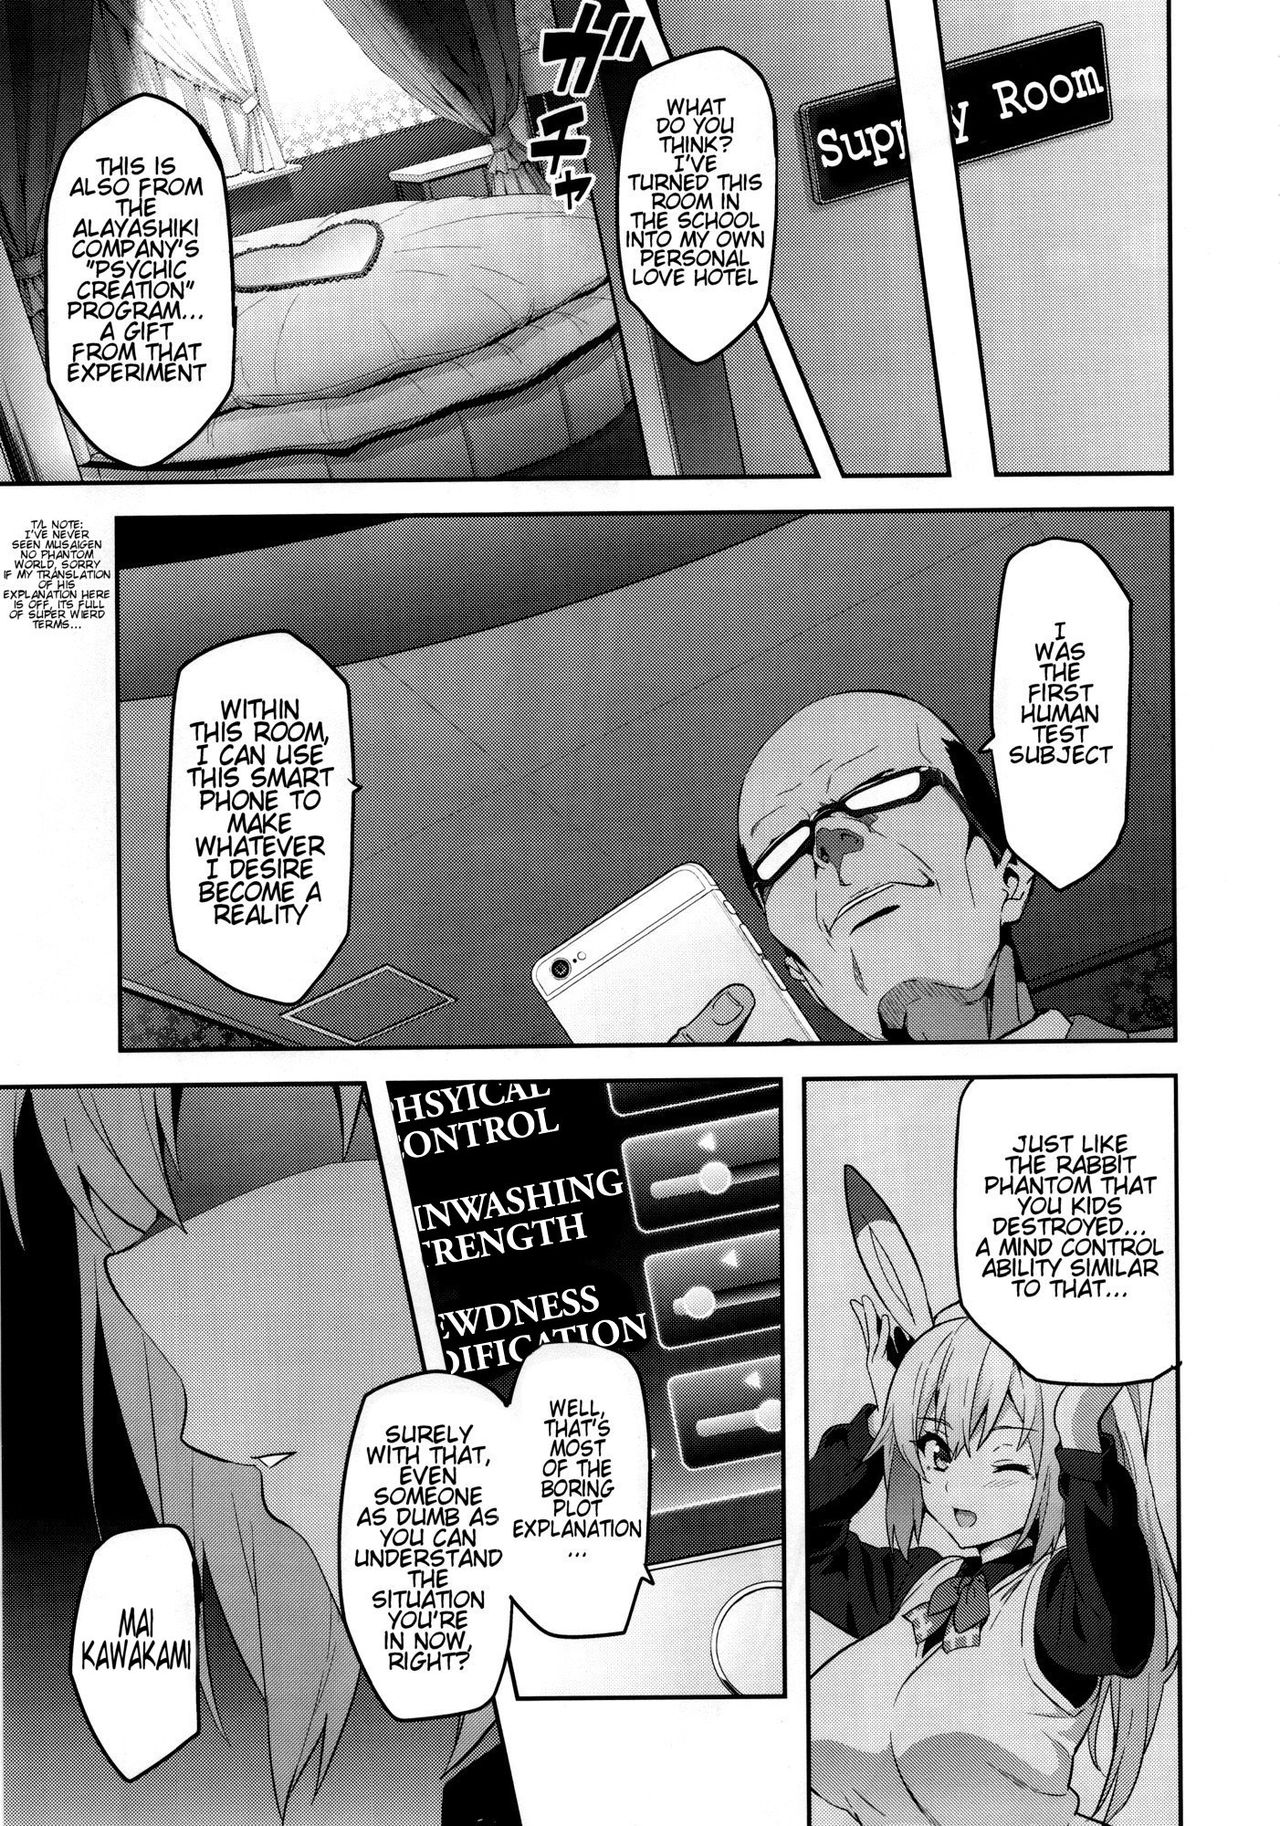 Supply Room
WHAT
DO YOU
THINK?
I'VE
TURNED THIS
ROOM IN
THE SCHOOL
INTO MY OWN
PERSONAL
LOVE HOTEL
ガチャ
THIS IS
ALSO FROM
THE
ALAYASHIKI
COMPANY'S
"PSYCHIC
CREATION"
PROGRAM...
A GIFT
FROM THAT
EXPERIMENT
T/L NOTE:
I'VE NEVER
SEEN MUSAIGEN
NO PHANTOM
WORLD, SORRY
IF MY TRANSLATION
OF HIS
EXPLANATION HERE
IS OFF, ITS FULL
OF SUPER WIERD
TERMS...
I
WAS
THE
FIRST
HUMAN
TEST
SUBJECT
WITHIN
THIS ROOM,
I CAN USE
THIS SMART
PHONE TO
MAKE
WHATEVER
I DESIRE
BECOME A
REALITY
JUST LIKE
THE RABBIT
PHANTOM THAT
YOU KIDS
DESTROYED...
A MIND CONTROL
ABILITY SIMILAR
TO THAT...
PHSYICAL
CONTROL
INWASHING
TRENGTH
EWDNESS
DIFICATION
WELL,
THAT'S
MOST
OF THE
BORING
PLOT
EXPLANATION
...
SURELY
WITH THAT,
EVEN
SOMEONE
AS DUMB AS
YOU CAN
UNDERSTAND
THE
SITUATION
YOU'RE
IN NOW,
RIGHT?
MAI
KAWAKAMI